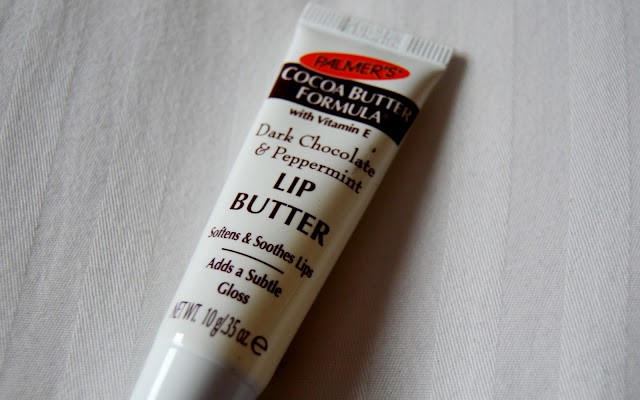 PALMER'S®
COCOA BUTTER
FORMULA®
with Vitamin E
Dark Chocolate
& Peppermint
LIP
BUTTER
Softens & Soothes Lips
Adds a Subtle
Gloss
NET WT. 10 g/.35 oz. ℮